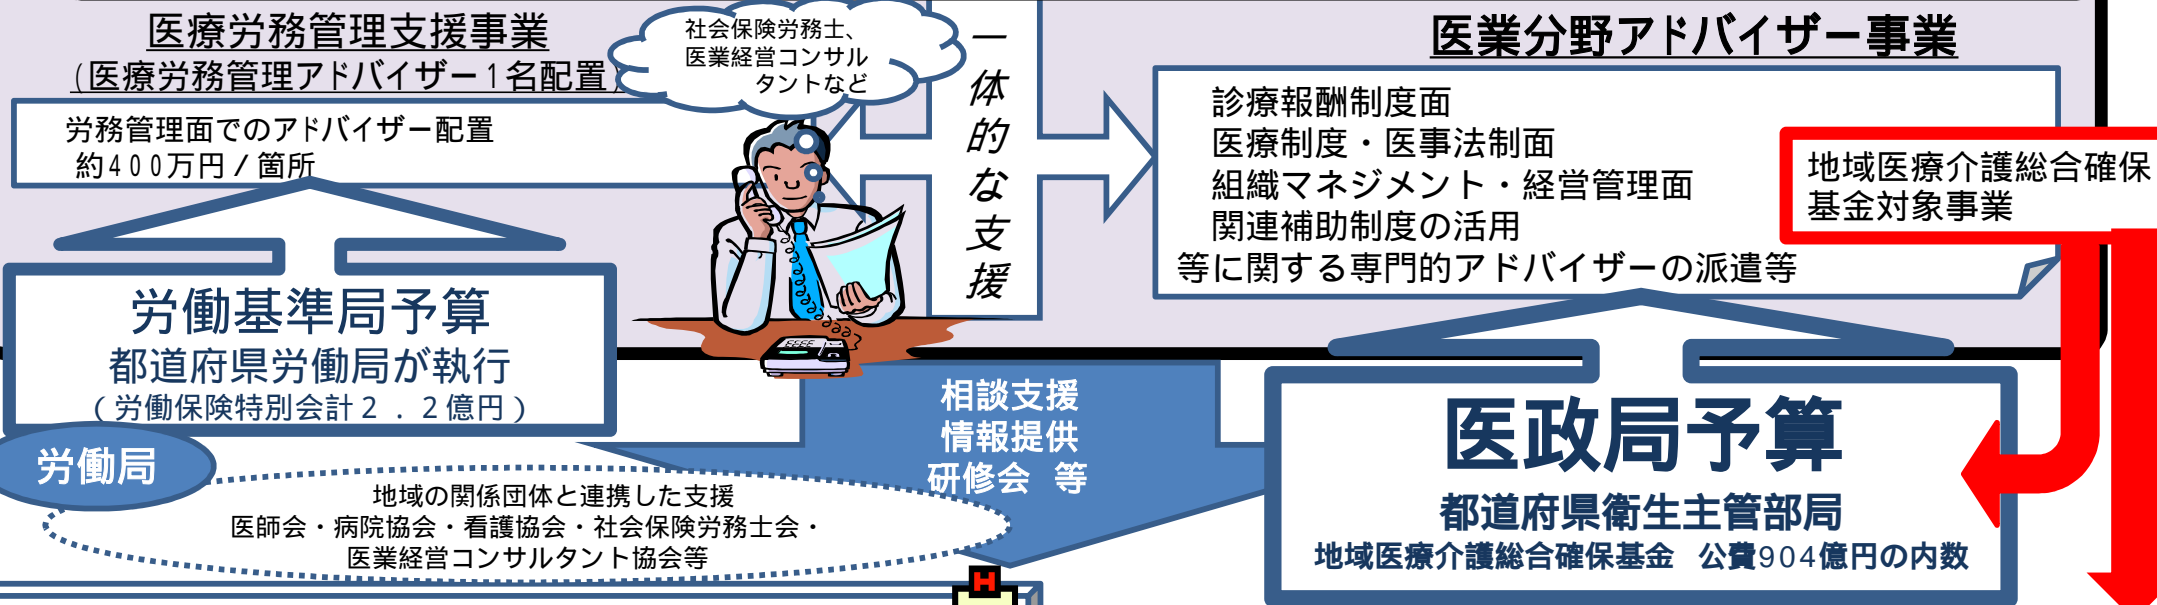 医療労務管理支援事業
(医療労務管理アドバイザー1名配置)
社会保険労務士、
医業経営コンサル
タントなど
労務管理面でのアドバイザー配置
約400万円/箇所
一体的な支援
医業分野アドバイザー事業
診療報酬制度面
医療制度・医事法制面
組織マネジメント・経営管理面
関連補助制度の活用
等に関する専門的アドバイザーの派遣等
地域医療介護総合確保
基金対象事業
労働基準局予算
都道府県労働局が執行
(労働保険特別会計2.2億円)
労働局
相談支援
情報提供
研修会 等
地域の関係団体と連携した支援
医師会・病院協会・看護協会・社会保険労務士会・
医業経営コンサルタント協会等
医政局予算
都道府県衛生主管部局
地域医療介護総合確保基金 公費904億円の内数
H